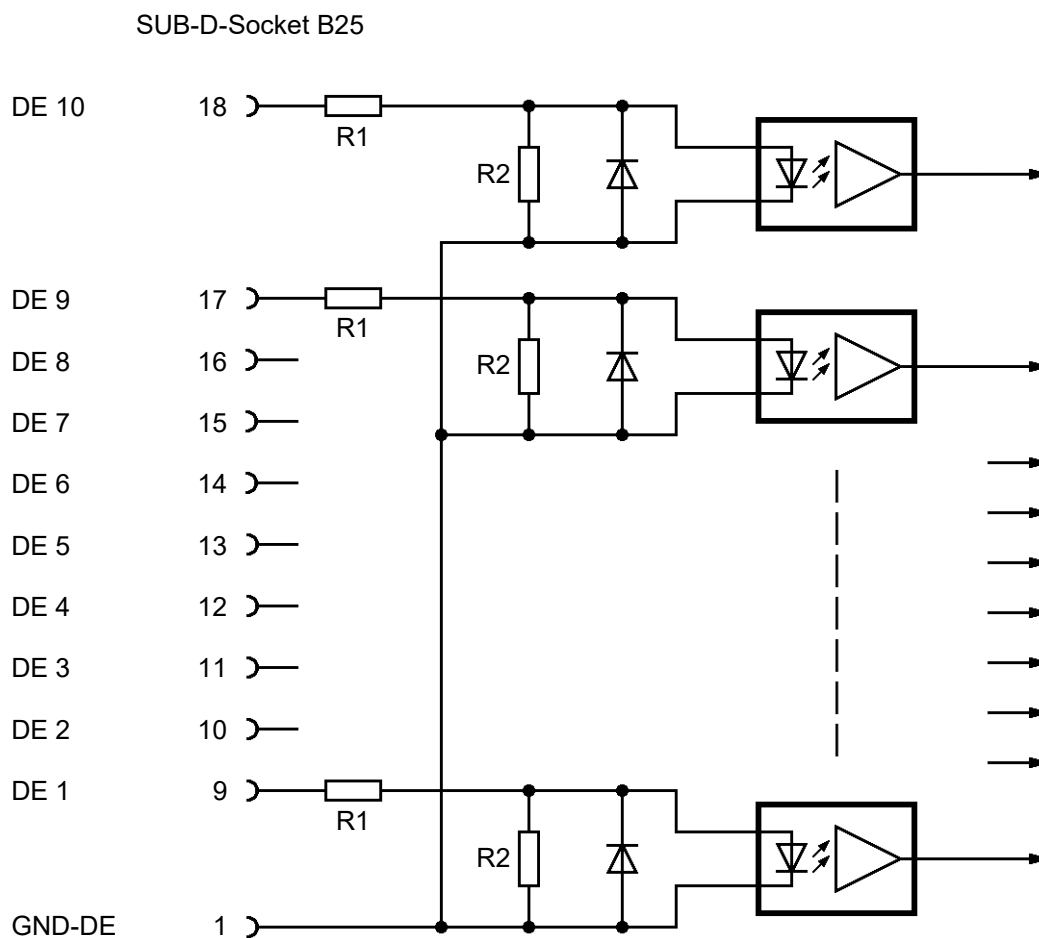 SUB-D-Socket B25
DE 10 18
R1
R2
DE 9 17
R1
R2
DE 8 16
DE 7 15
DE 6 14
DE 5 13
DE 4 12
DE 3 11
DE 2 10
DE 1 9
R1
R2
GND-DE 1